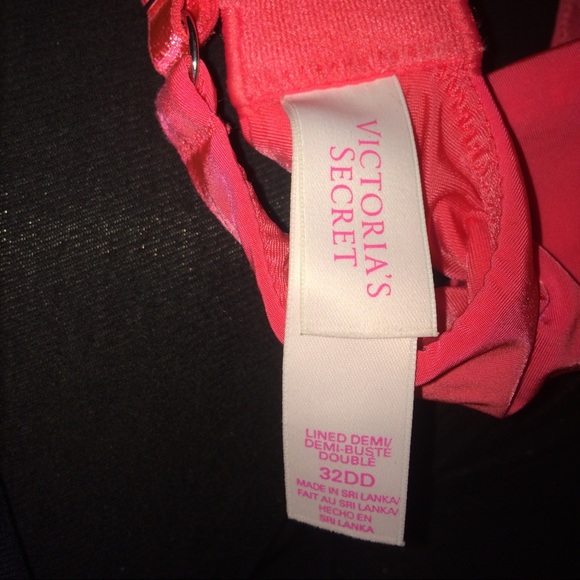 VICTORIA'S
SECRET
LINED DEMI/
DEMI-BUSTE
DOUBLE
32DD
MADE IN SRI LANKA/
FAIT AU SRI LANKA/
HECHO EN
SRI LANKA